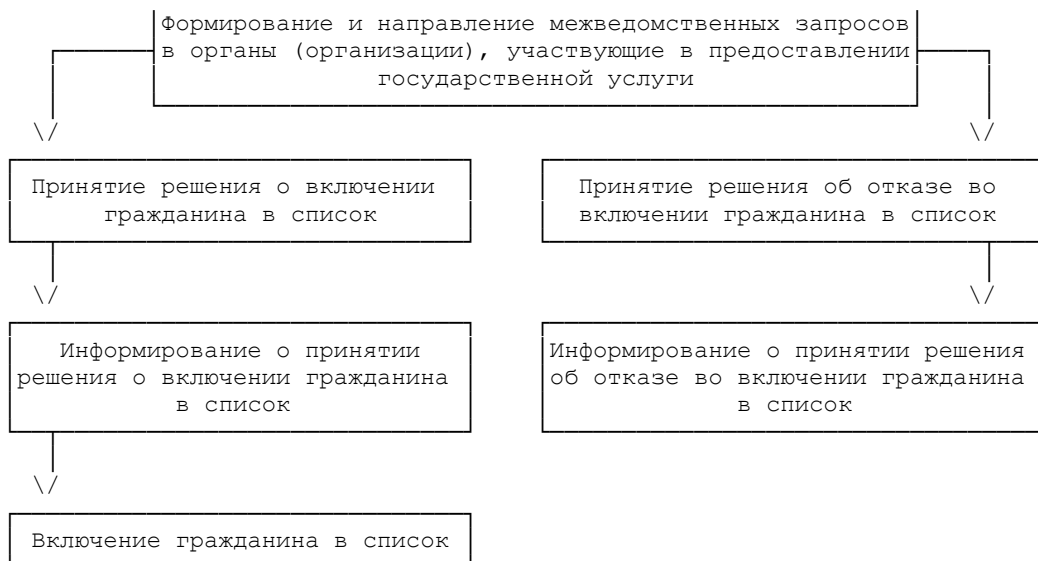 Формирование и направление межведомственных запросов
в органы (организации), участвующие в предоставлении
государственной услуги
Принятие решения о включении
гражданина в список
Принятие решения об отказе во
включении гражданина в список
Информирование о принятии
решения о включении гражданина
в список
Информирование о принятии решения
об отказе во включении гражданина
в список
Включение гражданина в список